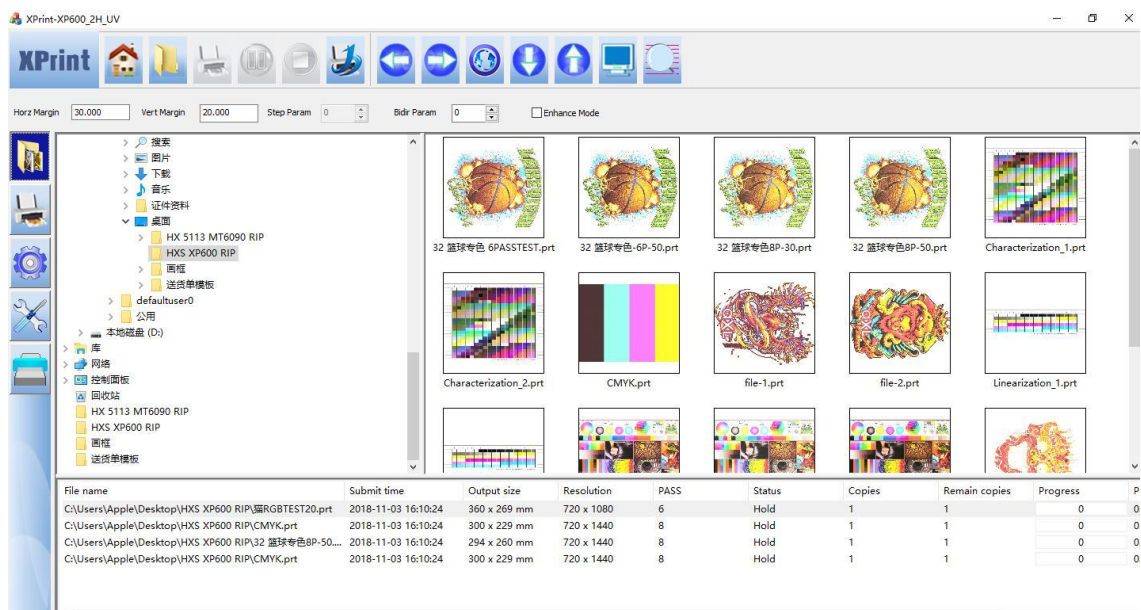 XPrint-XP600_2H_UV
XPrint
Horz Margin 30.000 Vert Margin 20.000 Step Param 0 Bidir Param 0 Enhance Mode
搜索
图片
下载
音乐
证件资料
桌面
HX 5113 MT6090 RIP
HXS XP600 RIP
画框
送货单模板
defaultuser0
公用
本地磁盘 (D:)
库
网络
控制面板
回收站
HX 5113 MT6090 RIP
HXS XP600 RIP
画框
送货单模板
32 篮球专色 6PASSTEST.prt 32 篮球专色-6P-50.prt 32 篮球专色8P-30.prt 32 篮球专色8P-50.prt Characterization_1.prt
Characterization_2.prt CMYK.prt file-1.prt file-2.prt Linearization_1.prt
File name Submit time Output size Resolution PASS Status Copies Remain copies Progress P
C:\Users\Apple\Desktop\HXS XP600 RIP\猫RGBTEST20.prt 2018-11-03 16:10:24 360 x 269 mm 720 x 1080 6 Hold 1 1 0 0
C:\Users\Apple\Desktop\HXS XP600 RIP\CMYK.prt 2018-11-03 16:10:24 300 x 229 mm 720 x 1440 8 Hold 1 1 0 0
C:\Users\Apple\Desktop\HXS XP600 RIP\32 篮球专色8P-50.... 2018-11-03 16:10:24 294 x 260 mm 720 x 1440 8 Hold 1 1 0 0
C:\Users\Apple\Desktop\HXS XP600 RIP\CMYK.prt 2018-11-03 16:10:24 300 x 229 mm 720 x 1440 8 Hold 1 1 0 0